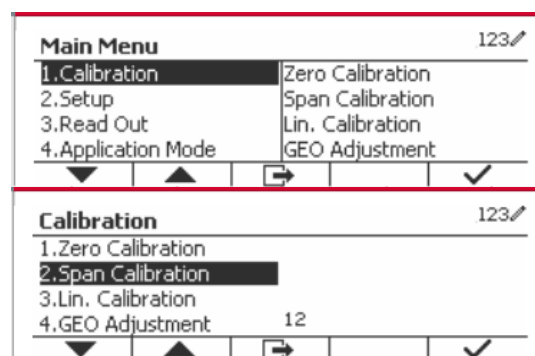 Main Menu 123
1.Calibration Zero Calibration
2.Setup Span Calibration
3.Read Out Lin. Calibration
4.Application Mode GEO Adjustment
Calibration 123
1.Zero Calibration
2.Span Calibration
3.Lin. Calibration
4.GEO Adjustment 12